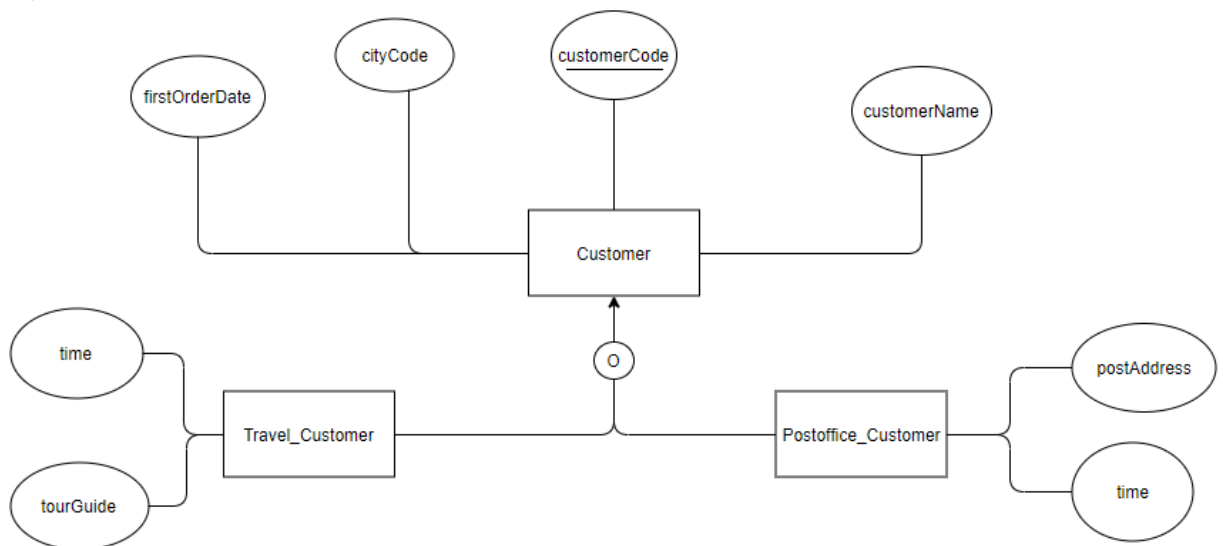 cityCode
customerCode
firstOrderDate
customerName
Customer
time
O
postAddress
Travel_Customer
Postoffice_Customer
tourGuide
time